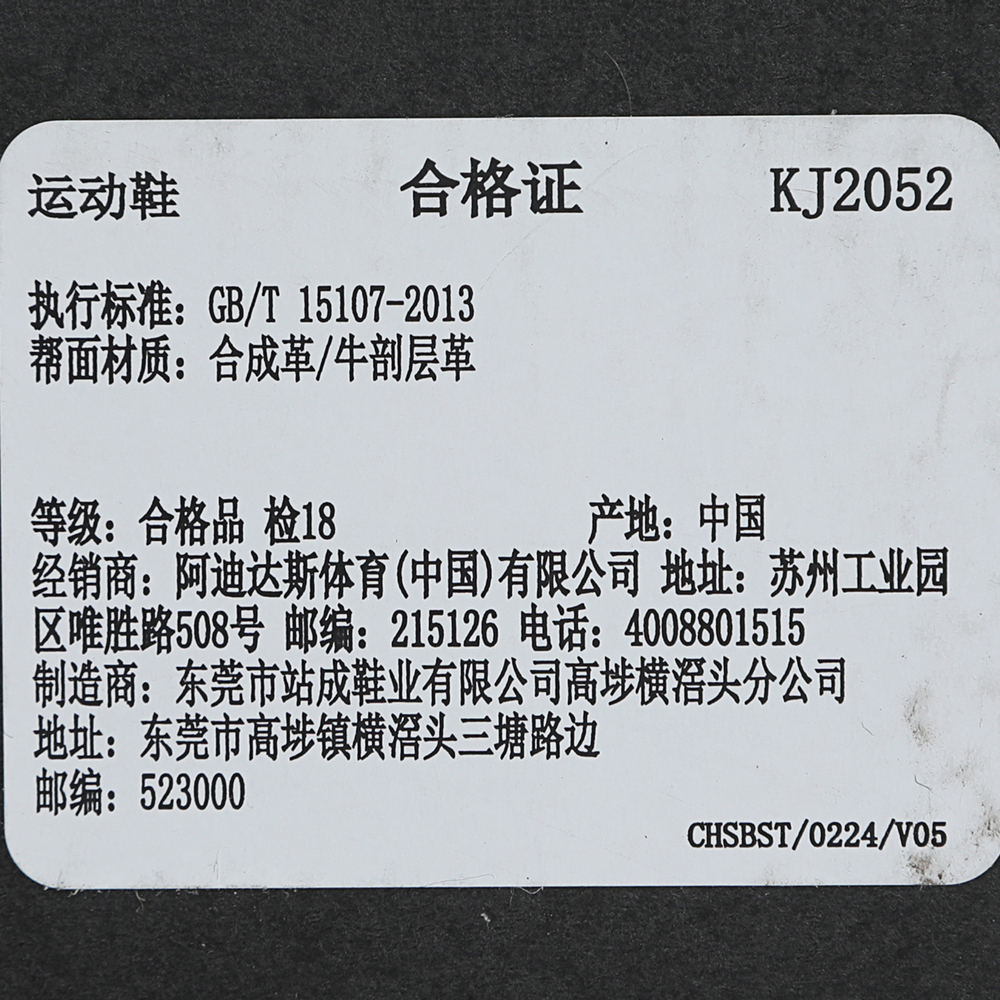 运动鞋 合格证 KJ2052
执行标准：GB/T 15107-2013
帮面材质：合成革/牛剖层革
等级：合格品 检18 产地：中国
经销商：阿迪达斯体育(中国)有限公司 地址：苏州工业园
区唯胜路508号 邮编：215126 电话：4008801515
制造商：东莞市站成鞋业有限公司高埗横滘头分公司
地址：东莞市高埗镇横滘头三塘路边
邮编：523000
CHSBST/0224/V05